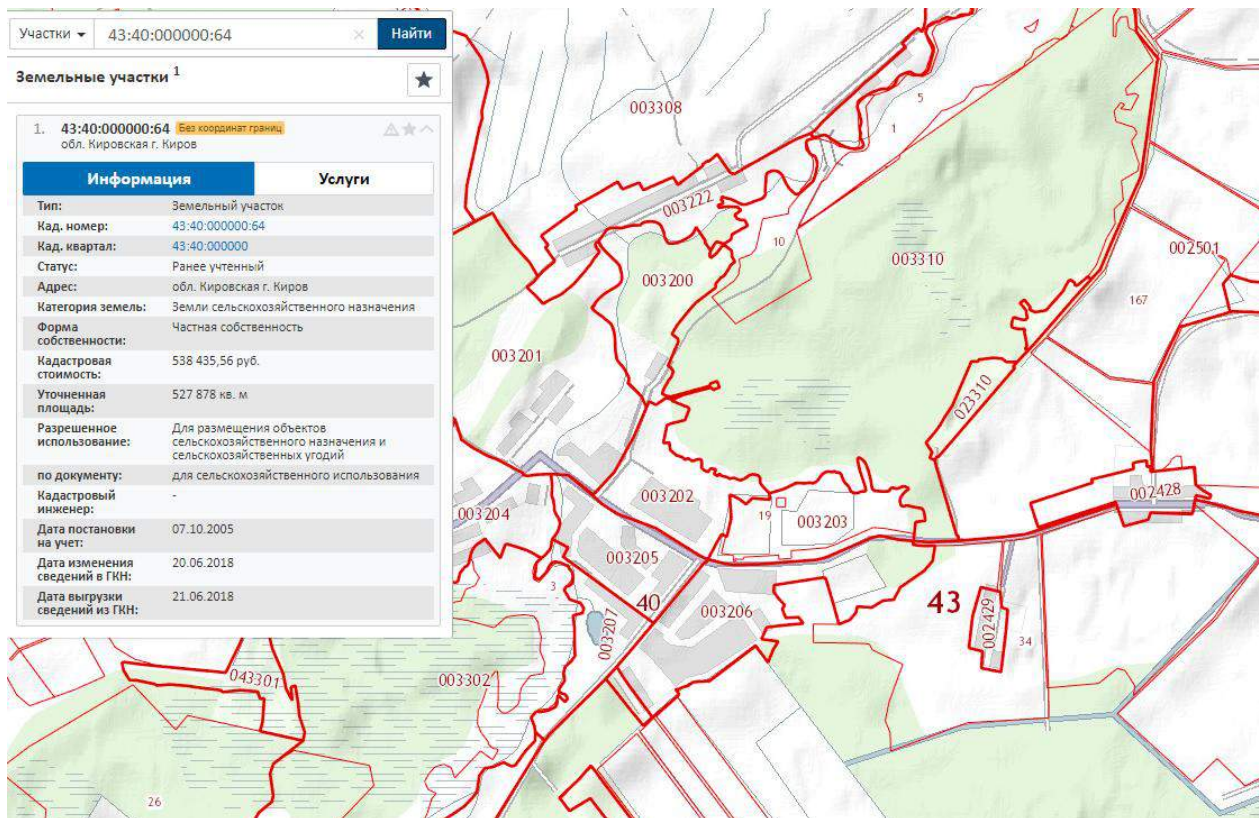 Участки 43:40:000000:64 × Найти
Земельные участки 1
1. 43:40:000000:64 Без координат границ
обл. Кировская г. Киров
Информация Услуги
Тип: Земельный участок
Кад. номер: 43:40:000000:64
Кад. квартал: 43:40:000000
Статус: Ранее учтенный
Адрес: обл. Кировская г. Киров
Категория земель: Земли сельскохозяйственного назначения
Форма Частная собственность
собственности:
Кадастровая 538 435,56 руб.
стоимость:
Уточненная 527 878 кв. м
площадь:
Разрешенное Для размещения объектов
использование: сельскохозяйственного назначения и
сельскохозяйственных угодий
по документу: для сельскохозяйственного использования
Кадастровый -
инженер:
Дата постановки 07.10.2005
на учет:
Дата изменения 20.06.2018
сведений в ГКН:
Дата выгрузки 21.06.2018
сведений из ГКН:
003308
5
1
003222
10
003200
003310
002501
167
003201
023310
002428
003202
19
003203
003204
003205
3
40
003206
003207
43
002429
34
043301
003302
26